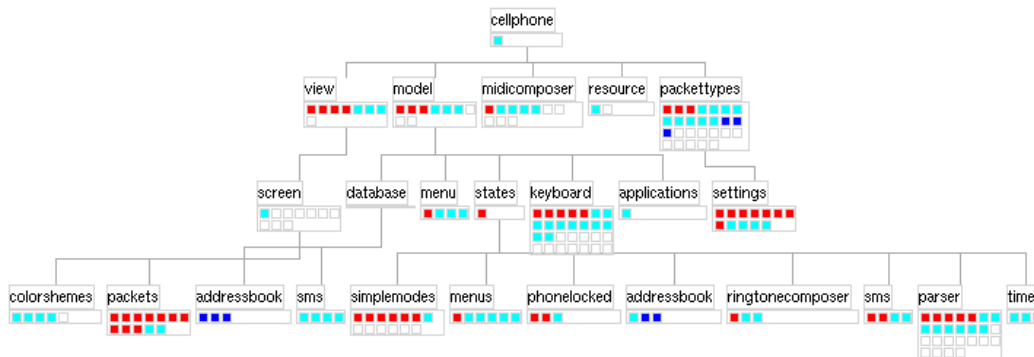 cellphone
view model midicomposer resource packettypes
screen database menu states keyboard applications settings
colorshemes packets addressbook sms simplemodes menus phonelocked addressbook ringtonecomposer sms parser time